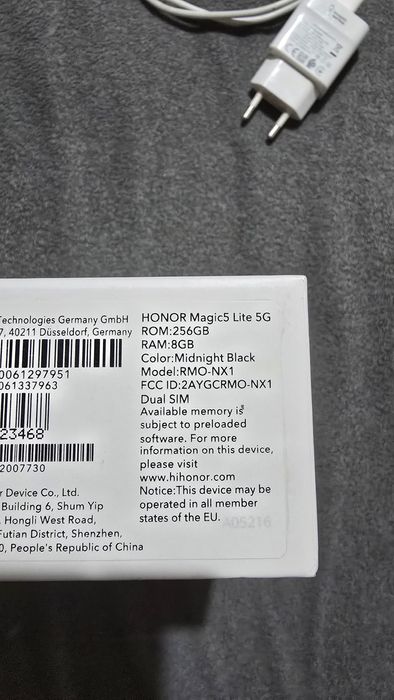 Technologies Germany GmbH
7, 40211 Düsseldorf, Germany
0061297951
061337963
23468
2007730
r Device Co., Ltd.
Building 6, Shum Yip
Hongli West Road,
Futian District, Shenzhen,
0, People's Republic of China
HONOR Magic5 Lite 5G
ROM:256GB
RAM:8GB
Color:Midnight Black
Model:RMO-NX1
FCC ID:2AYGCRMO-NX1
Dual SIM
Available memory is
subject to preloaded
software. For more
information on this device,
please visit
www.hihonor.com
Notice:This device may be
operated in all member
states of the EU.
A05216